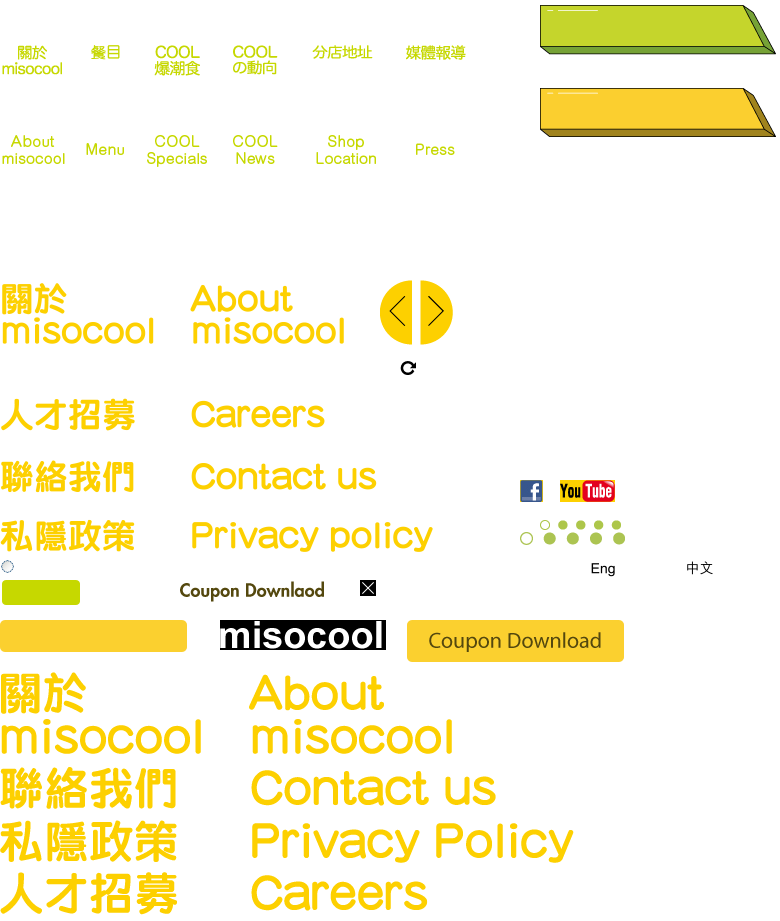 關於
misocool
餐目
COOL
爆潮食
COOL
の動向
分店地址
媒體報導
About
misocool
Menu
COOL
Specials
COOL
News
Shop
Location
Press
關於
misocool
About
misocool
人才招募
Careers
聯絡我們
Contact us
f
You Tube
私隱政策
Privacy policy
Eng
中文
Coupon Downlaod
misocool
Coupon Download
關於
misocool
About
misocool
聯絡我們
Contact us
私隱政策
Privacy Policy
人才招募
Careers